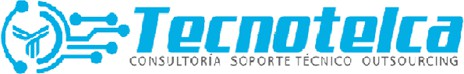 Tecnotelca
CONSULTORÍA SOPORTE TÉCNICO OUTSOURCING